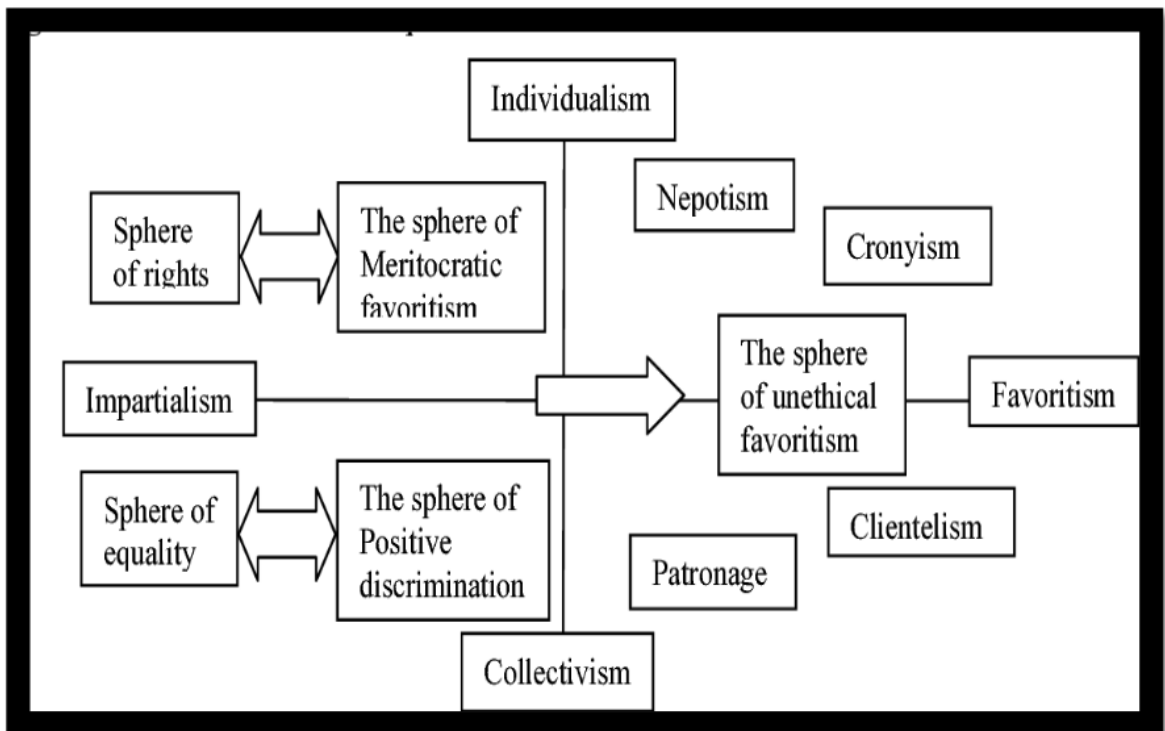 Individualism
Nepotism
Cronyism
Sphere
of rights
The sphere of
Meritocratic
favoritism
Impartialism
The sphere
of unethical
favoritism
Favoritism
Sphere of
equality
The sphere of
Positive
discrimination
Clientelism
Patronage
Collectivism